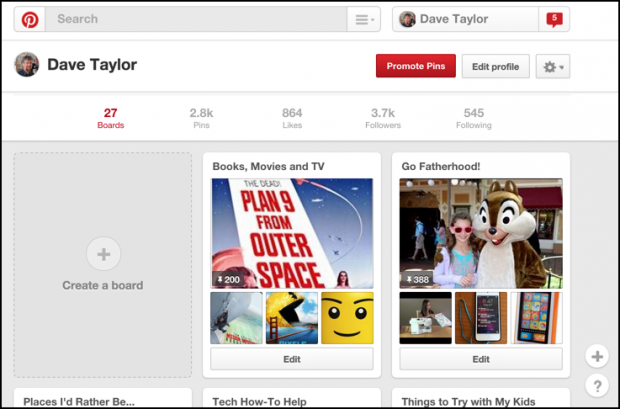 Search
Dave Taylor
5
Dave Taylor
Promote Pins
Edit profile
27
Boards
2.8k
Pins
864
Likes
3.7k
Followers
545
Following
Create a board
Books, Movies and TV
THE DEAD!
PLAN 9
FROM
OUTER
SPACE
200
PIXELS
Edit
Go Fatherhood!
388
Edit
Places I'd Rather Be...
Tech How-To Help
Things to Try with My Kids
?